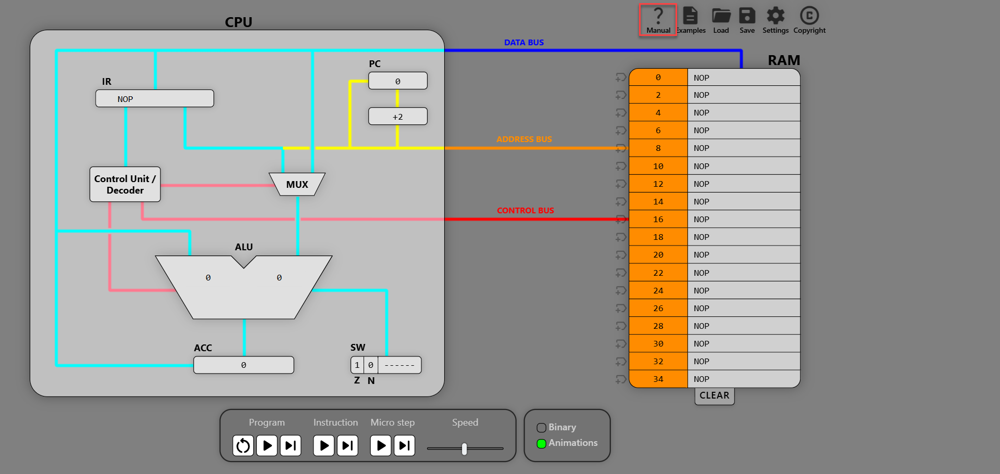 CPU
Manual
Examples
Load
Save
Settings
Copyright
DATA BUS
RAM
PC
0
IR
NOP
+2
ADDRESS BUS
Control Unit /
Decoder
MUX
CONTROL BUS
ALU
0 0
ACC
0
SW
1 0 ------
Z N
0 NOP
2 NOP
4 NOP
6 NOP
8 NOP
10 NOP
12 NOP
14 NOP
16 NOP
18 NOP
20 NOP
22 NOP
24 NOP
26 NOP
28 NOP
30 NOP
32 NOP
34 NOP
CLEAR
Program
Instruction
Micro step
Speed
Binary
Animations